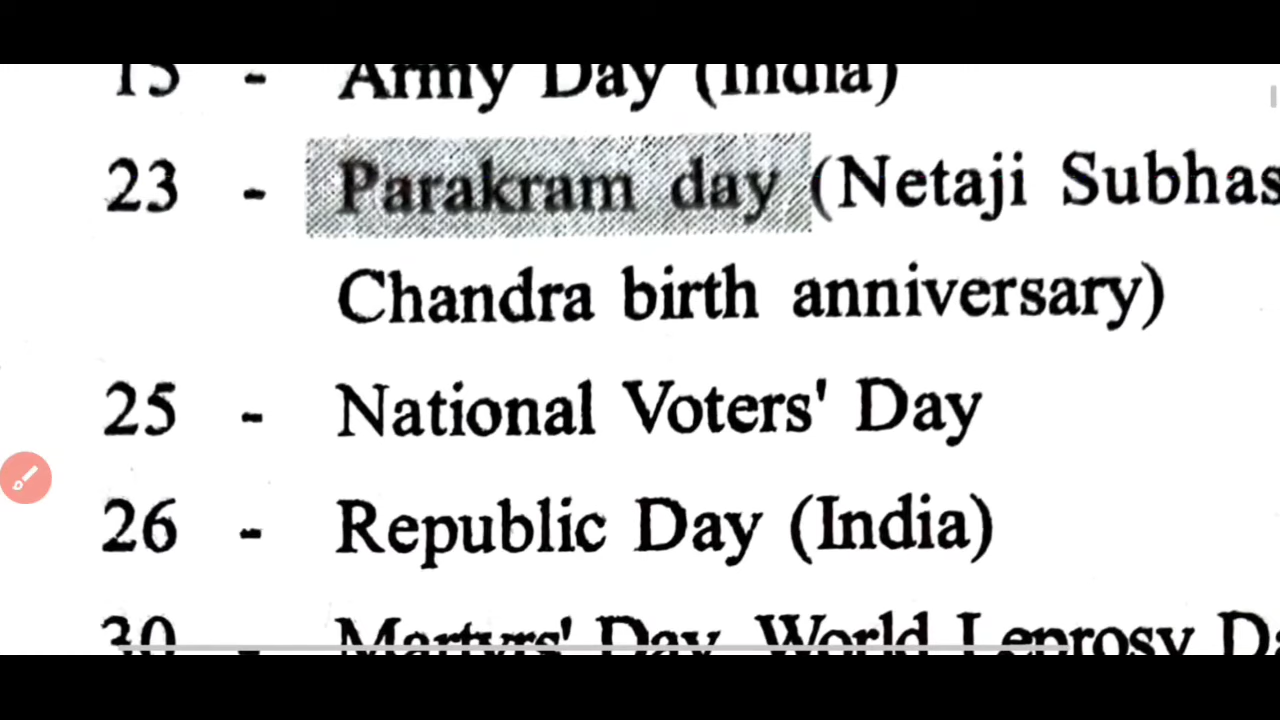 15 - Army Day (India)
23 - Parakram day (Netaji Subhas
Chandra birth anniversary)
25 - National Voters' Day
26 - Republic Day (India)
30 - Martyrs' Day, World Leprosy Da